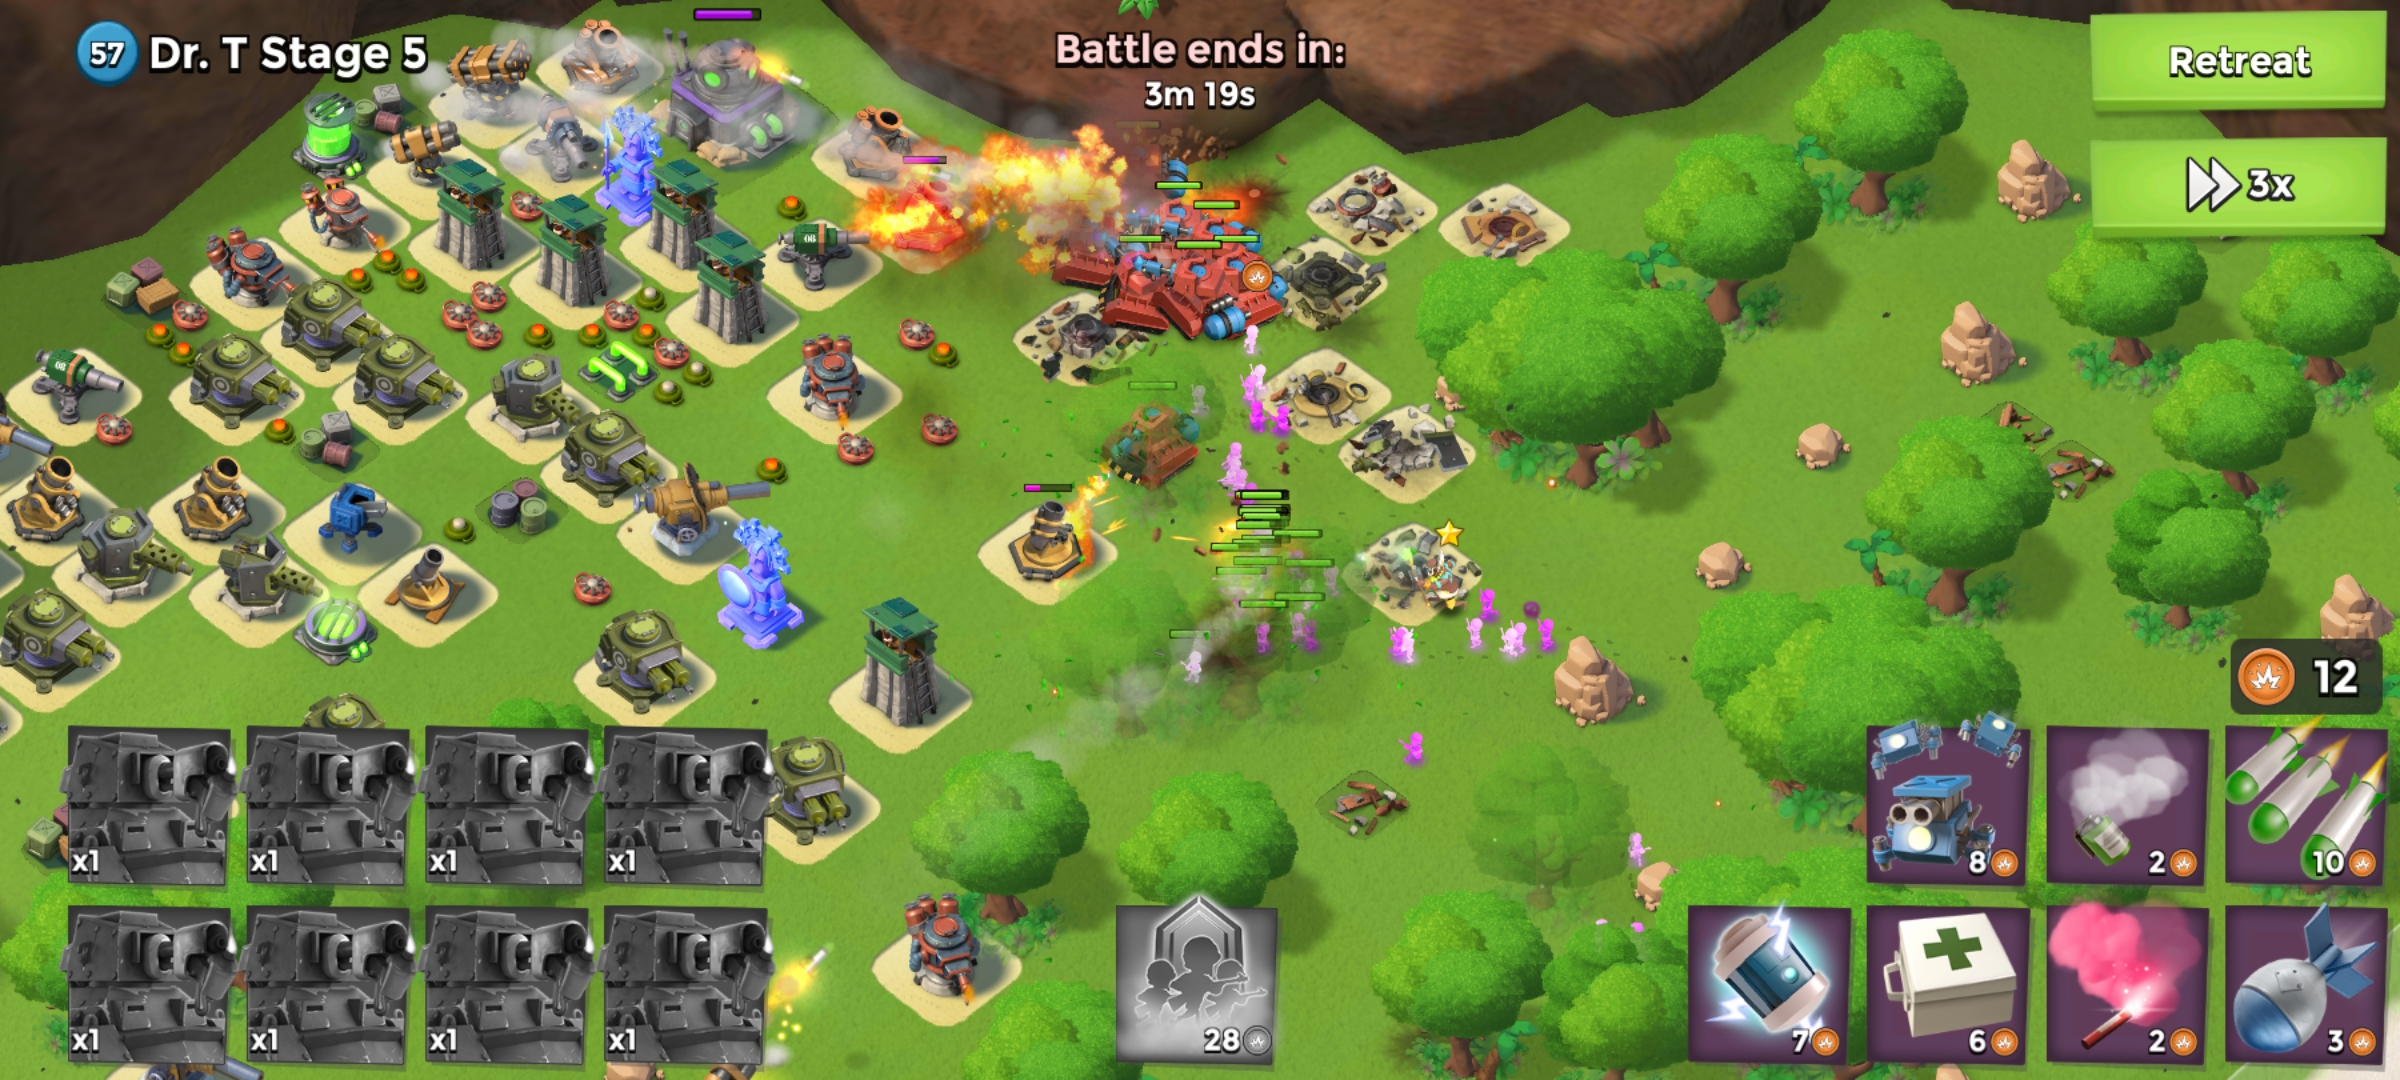 57 Dr. T Stage 5
Battle ends in:
3m 19s
Retreat
3x
12
x1 x1 x1 x1
8 2 10
x1 x1 x1 x1
28 7 6 2 3